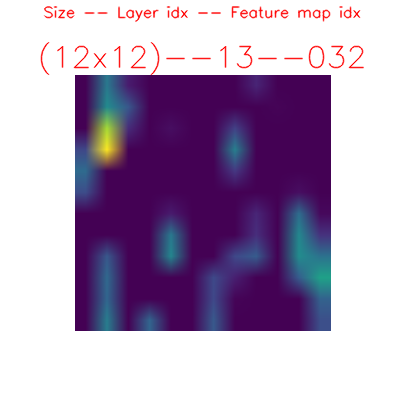 Size -- Layer idx -- Feature map idx
(12x12)--13--032